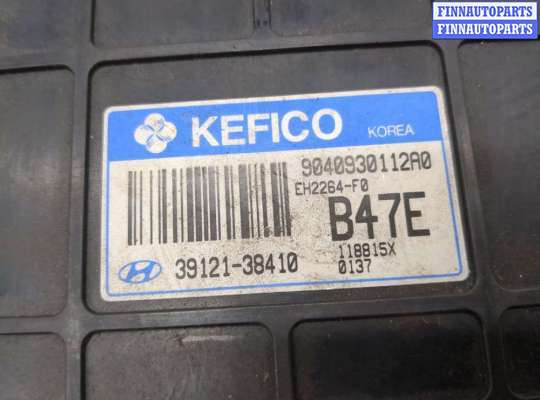 FINNAUTOPARTS
FINNAUTOPARTS
KEFICO KOREA
9040930112A0
EH2264-F0
B47E
118815X
39121-38410
0137